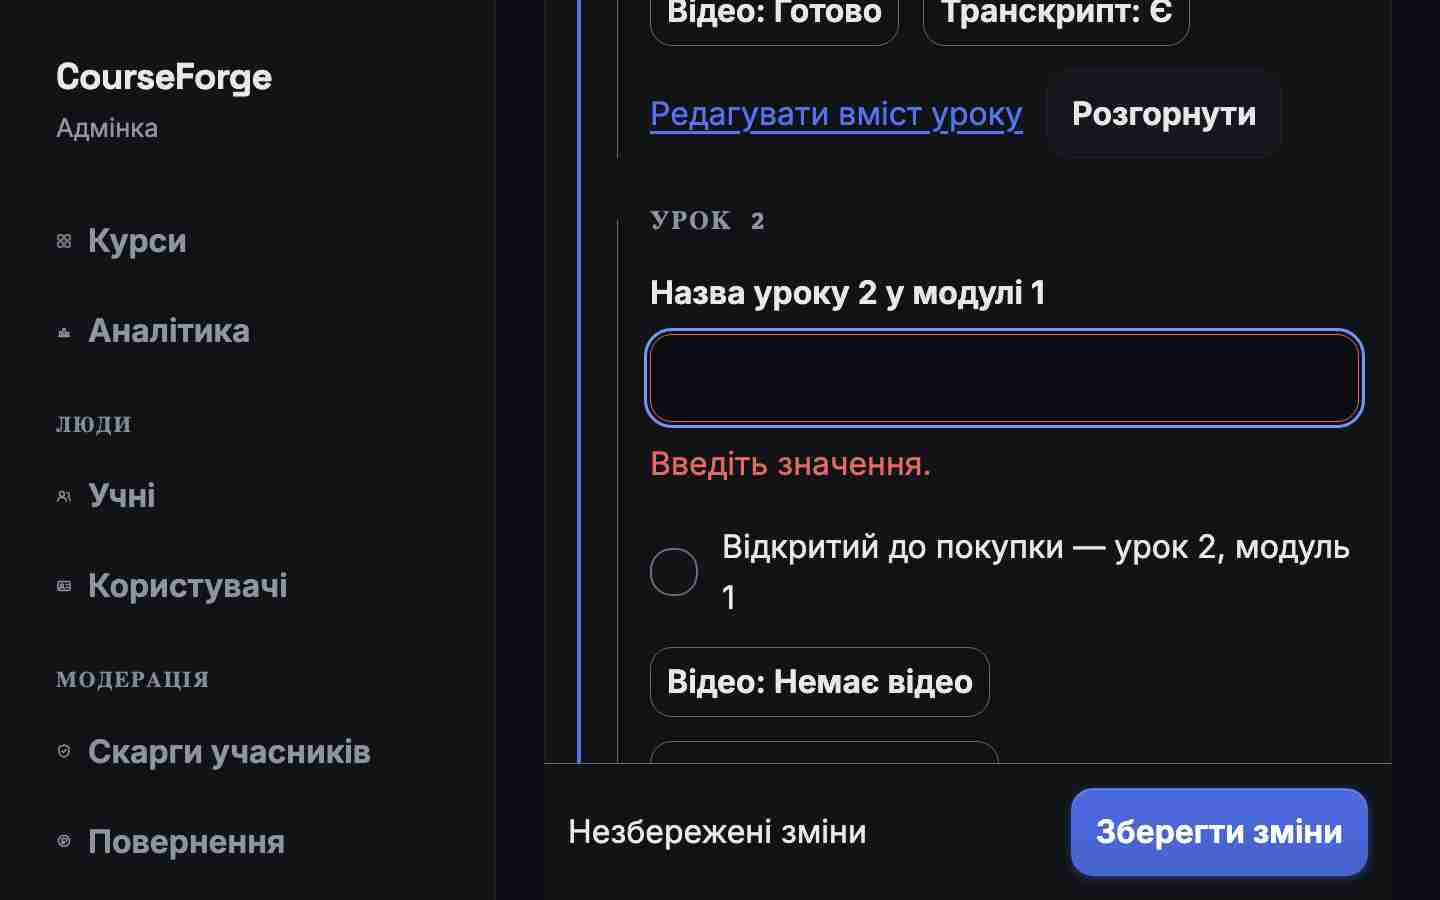 CourseForge
Адмінка
Курси
Аналітика
ЛЮДИ
Учні
Користувачі
МОДЕРАЦІЯ
Скарги учасників
Повернення
Відео: Готово
Транскрипт: Є
Редагувати вміст уроку
Розгорнути
УРОК 2
Назва уроку 2 у модулі 1
Введіть значення.
Відкритий до покупки — урок 2, модуль
1
Відео: Немає відео
Незбережені зміни
Зберегти зміни